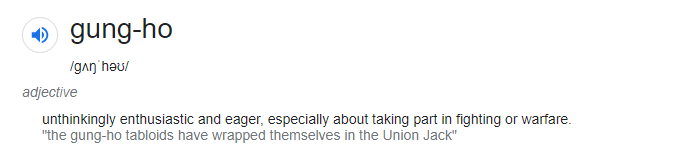 gung-ho
/ɡʌŋˈhəʊ/
adjective
unthinkingly enthusiastic and eager, especially about taking part in fighting or warfare.
"the gung-ho tabloids have wrapped themselves in the Union Jack"